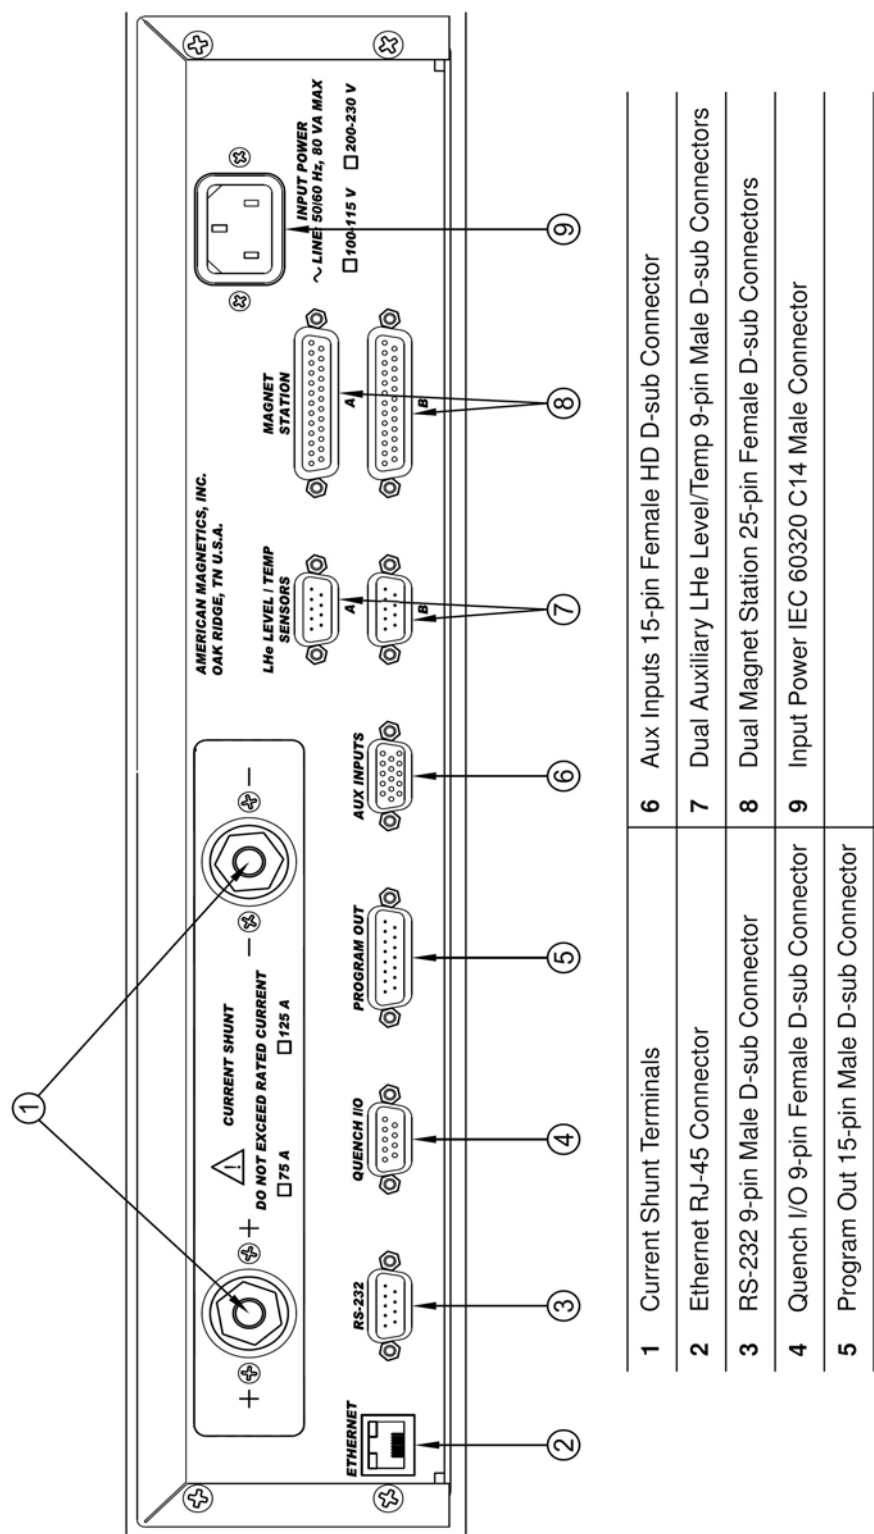 1
CURRENT SHUNT
DO NOT EXCEED RATED CURRENT
75 A
125 A
+
+
−
−
AMERICAN MAGNETICS, INC.
OAK RIDGE, TN U.S.A.
LHe LEVEL / TEMP
SENSORS
A
B
MAGNET
STATION
A
B
INPUT POWER
~ LINE: 50/60 Hz, 80 VA MAX
100-115 V
200-230 V
ETHERNET
RS-232
QUENCH I/O
PROGRAM OUT
AUX INPUTS
2
3
4
5
6
7
8
9
1 Current Shunt Terminals
6 Aux Inputs 15-pin Female HD D-sub Connector
2 Ethernet RJ-45 Connector
7 Dual Auxiliary LHe Level/Temp 9-pin Male D-sub Connectors
3 RS-232 9-pin Male D-sub Connector
8 Dual Magnet Station 25-pin Female D-sub Connectors
4 Quench I/O 9-pin Female D-sub Connector
9 Input Power IEC 60320 C14 Male Connector
5 Program Out 15-pin Male D-sub Connector